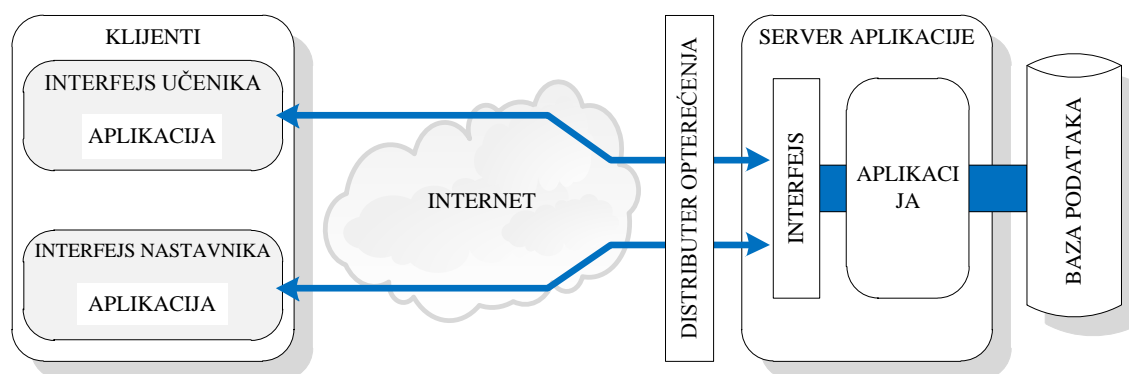 KLIJENTI
INTERFEJS UČENIKA
APLIKACIJA
INTERFEJS NASTAVNIKA
APLIKACIJA
INTERNET
DISTRIBUTER OPTEREĆENJA
SERVER APLIKACIJE
INTERFEJS
APLIKACI
JA
BAZA PODATAKA